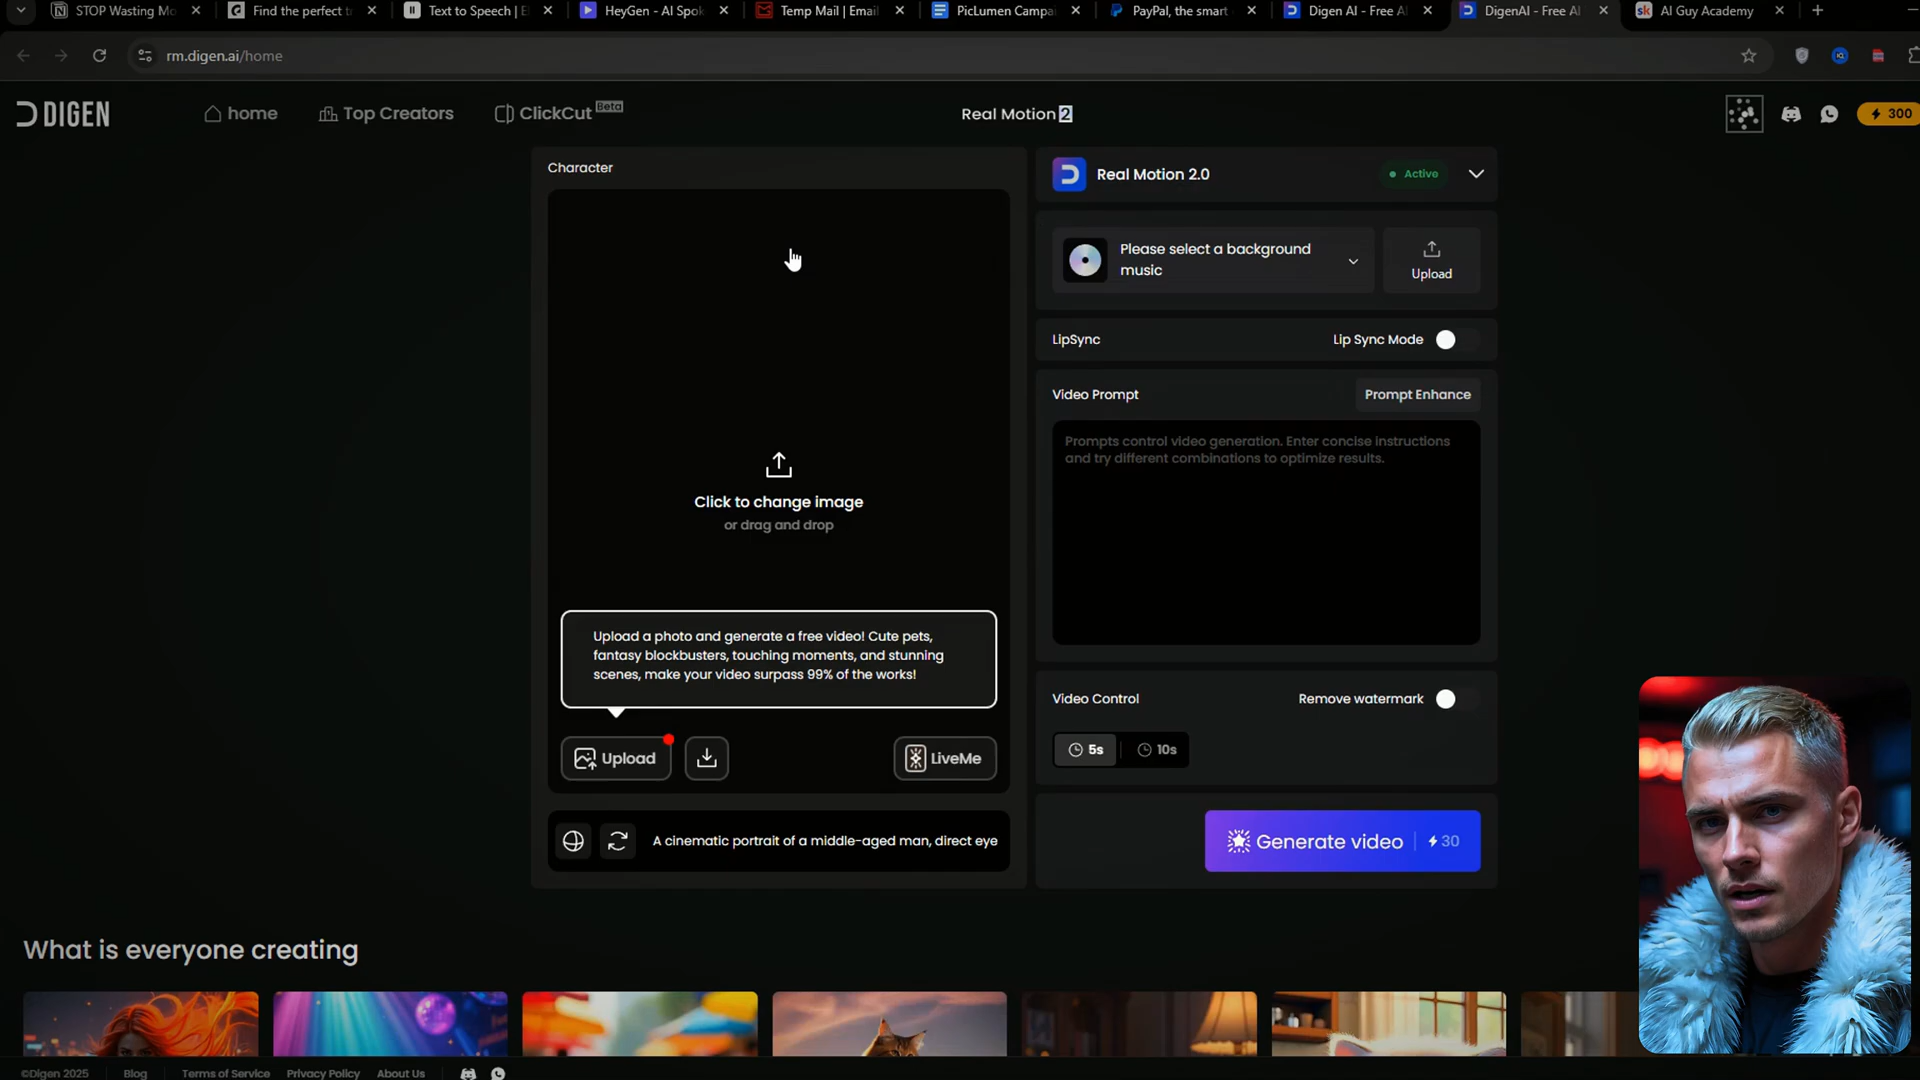 STOP Wasting Mo
Find the perfect t
Text to Speech | E
HeyGen - AI Spok
Temp Mail | Email
PicLumen Campa
PayPal, the smart
Digen AI - Free A
DigenAI - Free AI
AI Guy Academy
rm.digen.ai/home
DIGEN
home
Top Creators
ClickCut Beta
Real Motion 2
300
Character
Click to change image
or drag and drop
Upload a photo and generate a free video! Cute pets,
fantasy blockbusters, touching moments, and stunning
scenes, make your video surpass 99% of the works!
Upload
LiveMe
A cinematic portrait of a middle-aged man, direct eye
Real Motion 2.0
Active
Please select a background
music
Upload
LipSync
Lip Sync Mode
Video Prompt
Prompt Enhance
Prompts control video generation. Enter concise instructions
and try different combinations to optimize results.
Video Control
Remove watermark
5s
10s
Generate video
30
What is everyone creating
©Digen 2025
Blog
Terms of Service
Privacy Policy
About Us